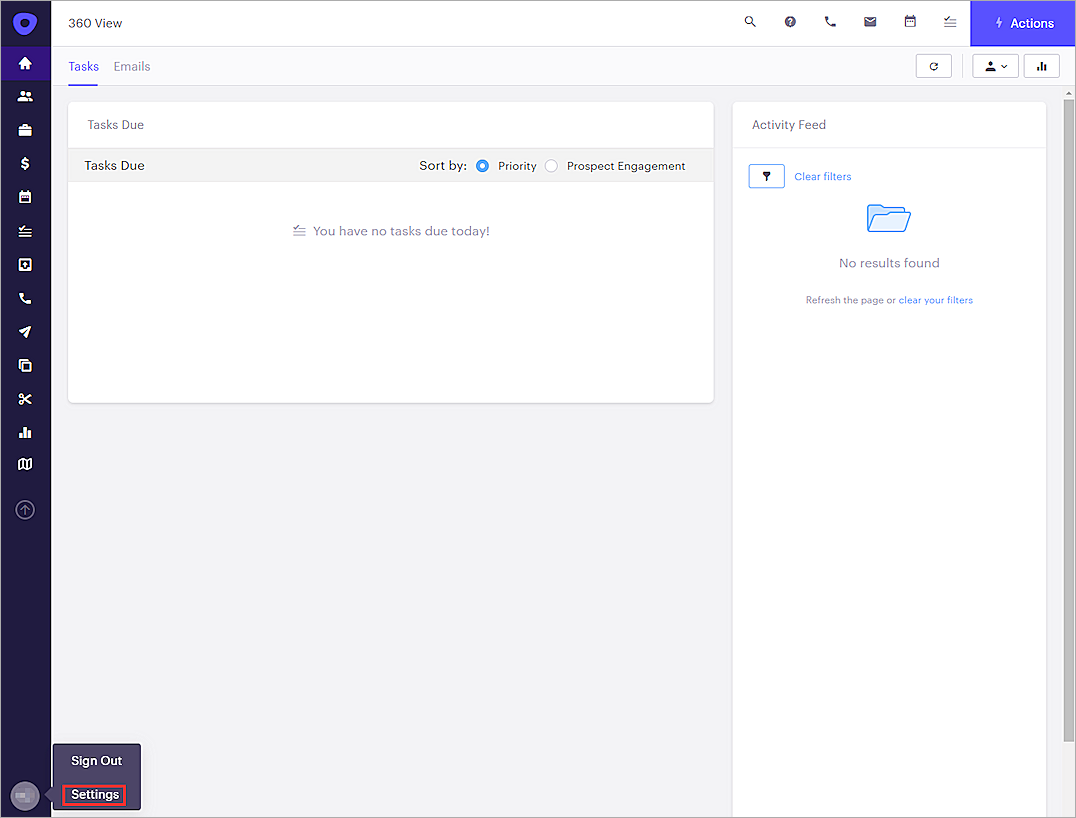 360 View
Actions
Tasks Emails
Tasks Due
Tasks Due Sort by: Priority Prospect Engagement
You have no tasks due today!
Activity Feed
Clear filters
No results found
Refresh the page or clear your filters
Sign Out
Settings